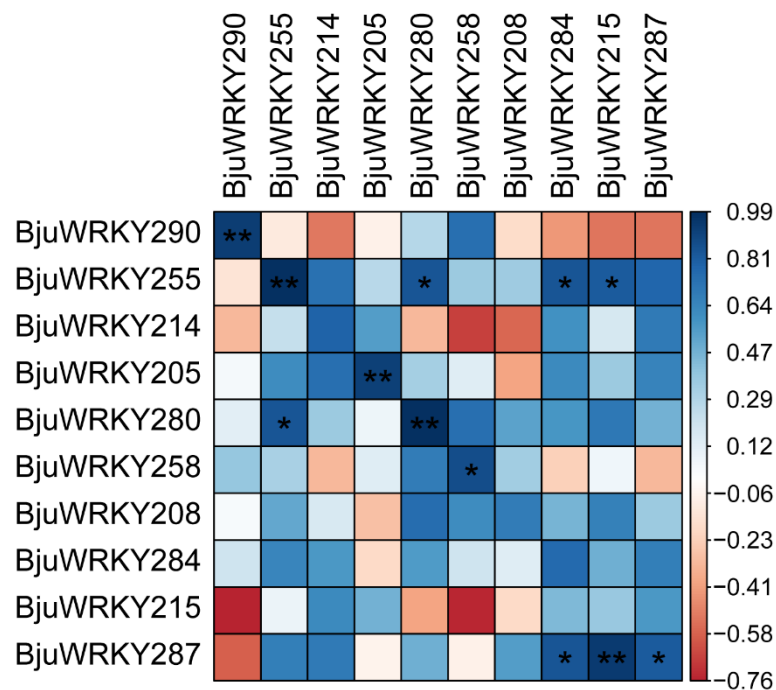 BjuWRKY290
BjuWRKY255
BjuWRKY214
BjuWRKY205
BjuWRKY280
BjuWRKY258
BjuWRKY208
BjuWRKY284
BjuWRKY215
BjuWRKY287
BjuWRKY290 **
BjuWRKY255 ** * * *
BjuWRKY214
BjuWRKY205 **
BjuWRKY280 * **
BjuWRKY258 *
BjuWRKY208
BjuWRKY284
BjuWRKY215
BjuWRKY287 * ** *
0.99
0.81
0.64
0.47
0.29
0.12
−0.06
−0.23
−0.41
−0.58
−0.76